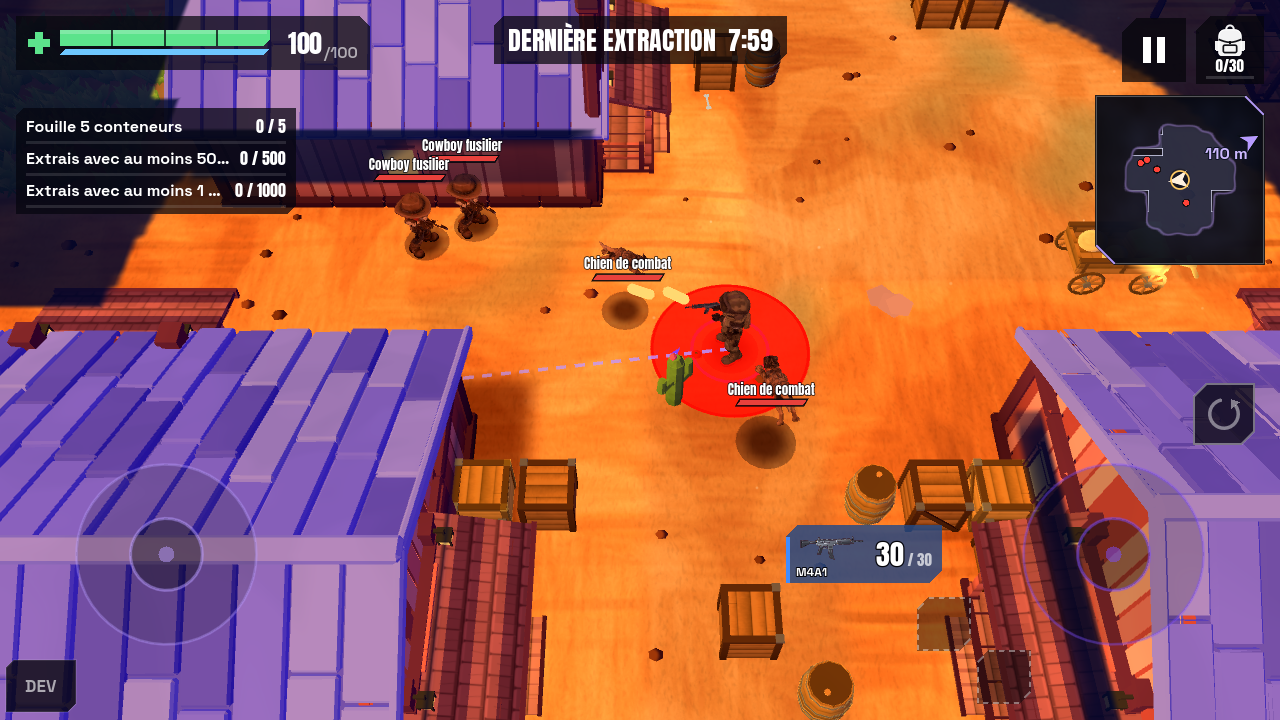 100 /100
DERNIÈRE EXTRACTION 7:59
0/30
Fouille 5 conteneurs 0 / 5
Extrais avec au moins 50... 0 / 500
Extrais avec au moins 1 ... 0 / 1000
Cowboy fusilier
Cowboy fusilier
110 m
Chien de combat
Chien de combat
30 / 30
M4A1
DEV